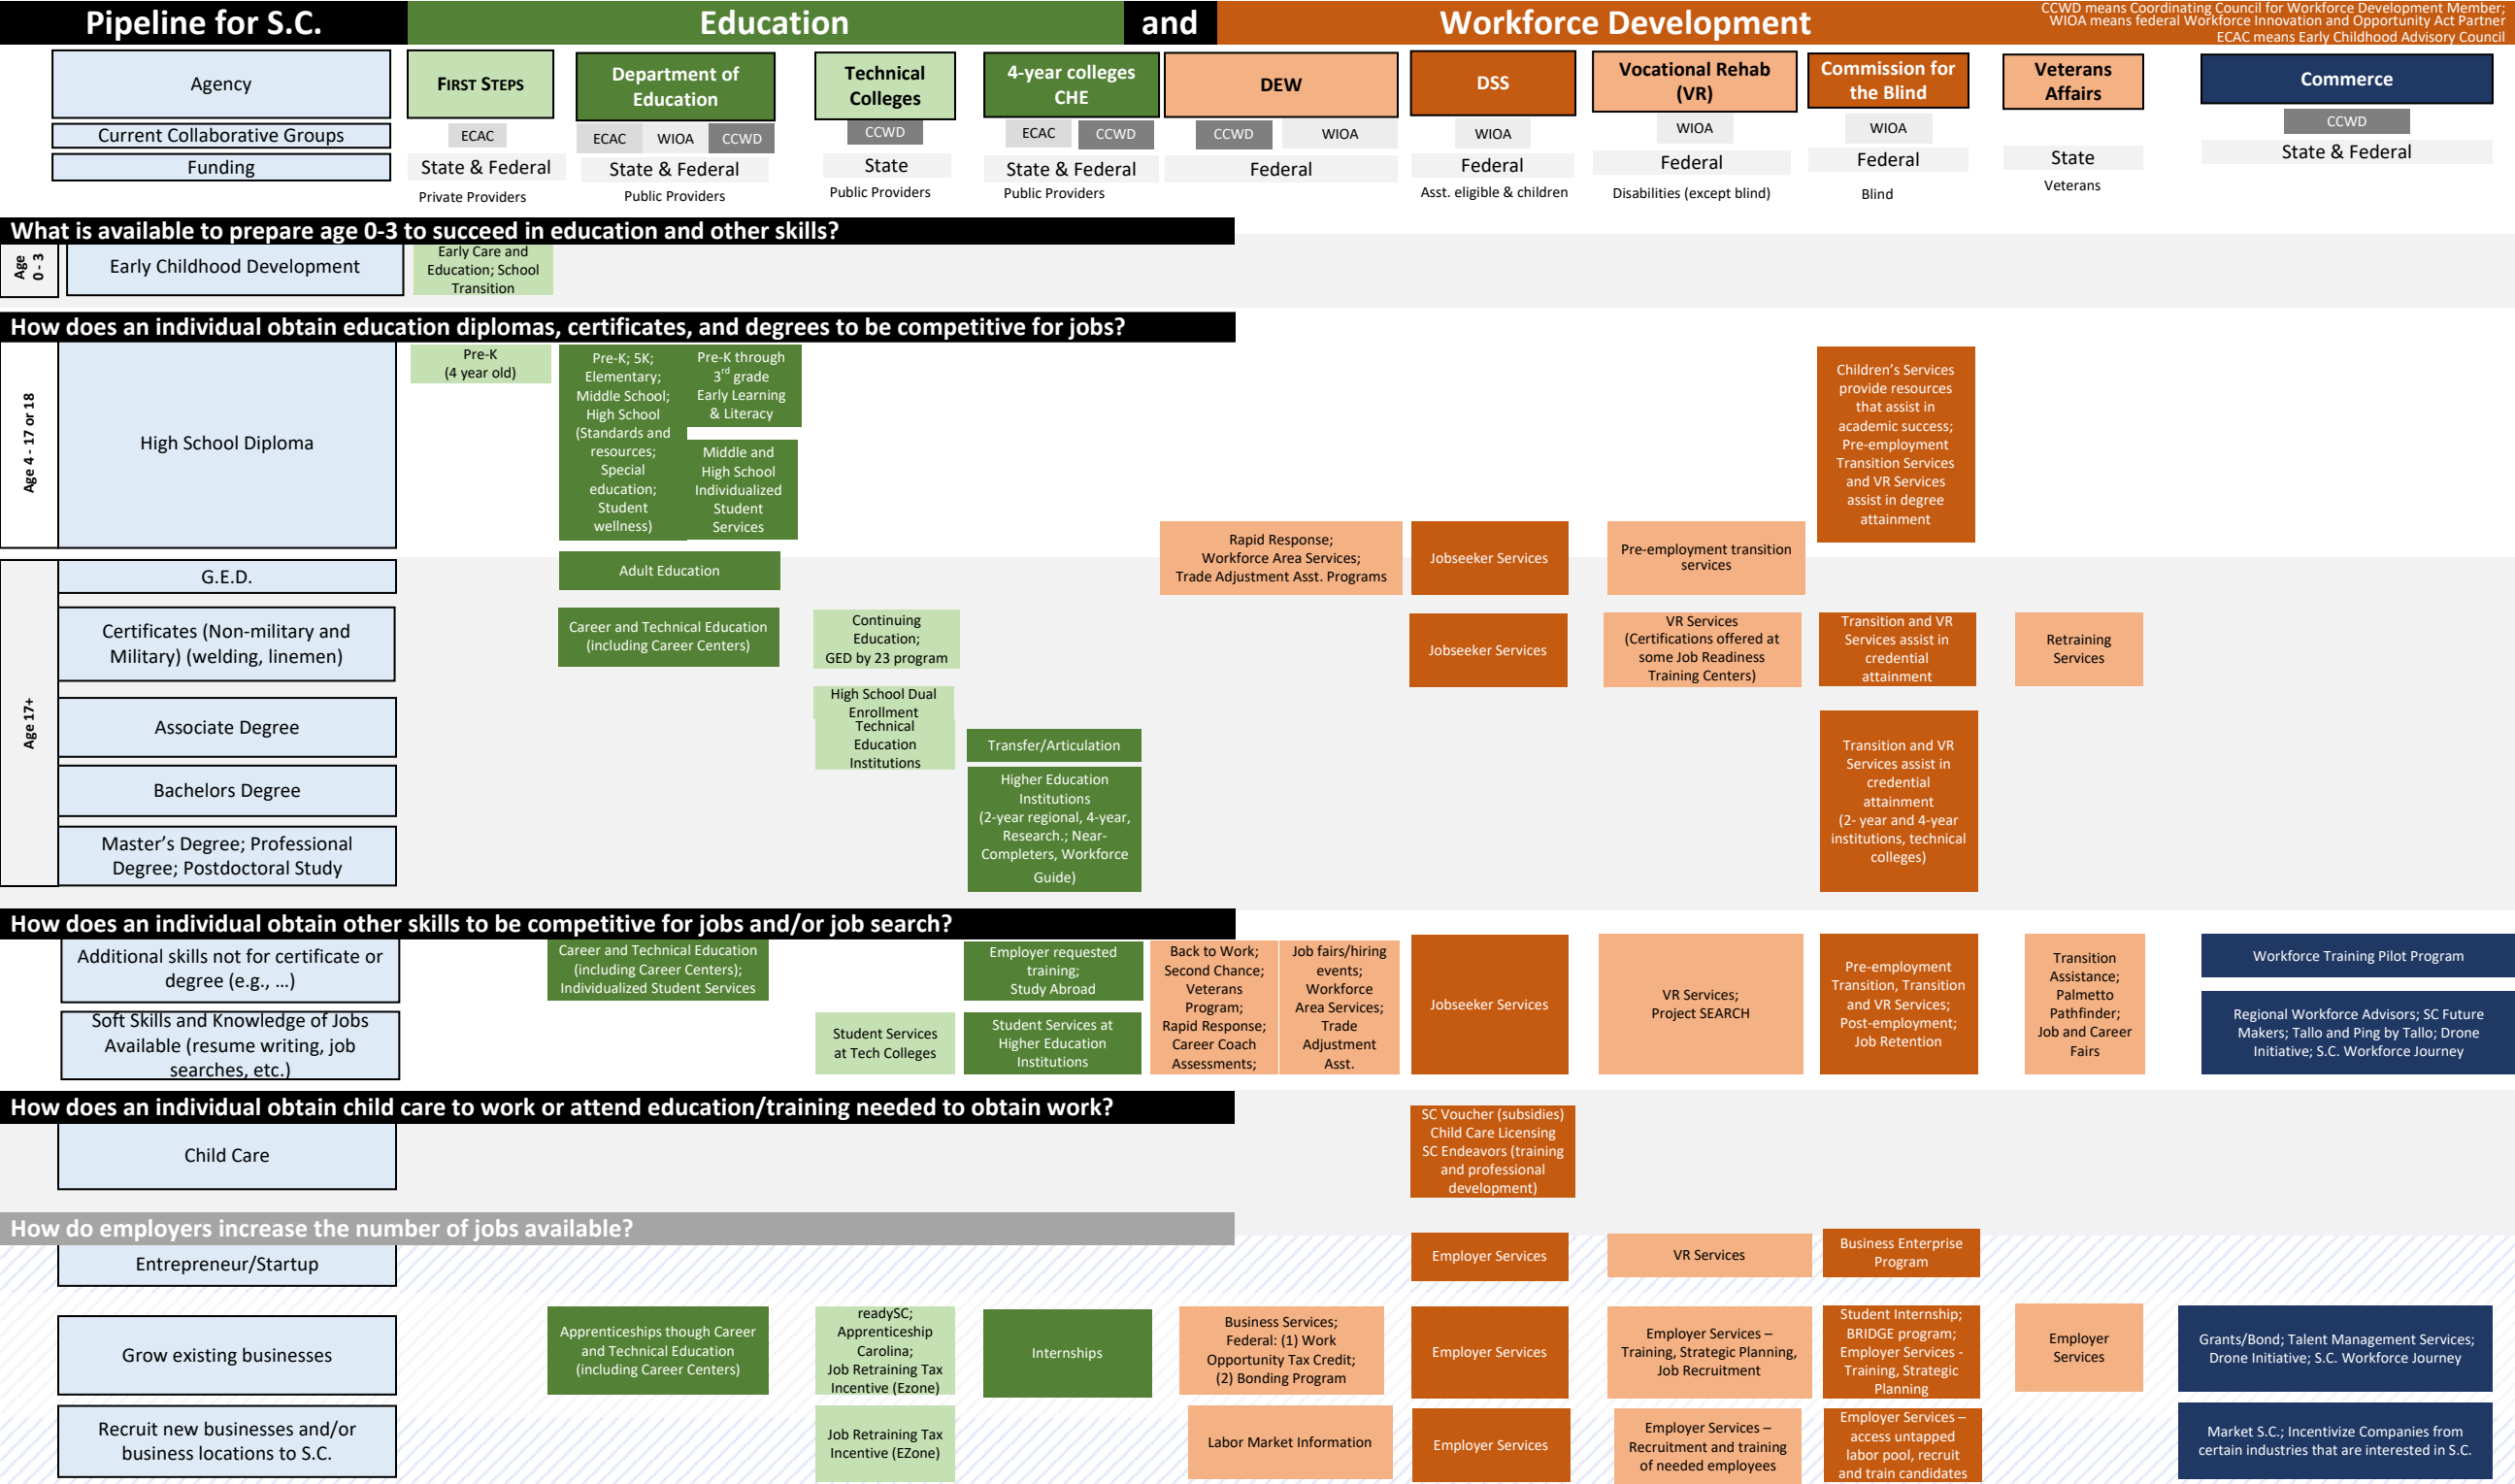 Pipeline for S.C.
Education
and
Workforce Development
CCWD means Coordinating Council for Workforce Development Member;
WIOA means federal Workforce Innovation and Opportunity Act Partner
ECAC means Early Childhood Advisory Council
Agency
FIRST STEPS
Department of
Education
Technical
Colleges
4-year colleges
CHE
DEW
DSS
Vocational Rehab
(VR)
Commission for
the Blind
Veterans
Affairs
Commerce
Current Collaborative Groups
ECAC
ECAC
WIOA
CCWD
CCWD
ECAC
CCWD
CCWD
WIOA
WIOA
WIOA
WIOA
CCWD
Funding
State & Federal
State & Federal
State
State & Federal
Federal
Federal
Federal
Federal
State
State & Federal
Private Providers
Public Providers
Public Providers
Public Providers
Asst. eligible & children
Disabilities (except blind)
Blind
Veterans
What is available to prepare age 0-3 to succeed in education and other skills?
Age
0 - 3
Early Childhood Development
Early Care and
Education; School
Transition
How does an individual obtain education diplomas, certificates, and degrees to be competitive for jobs?
Age 4 - 17 or 18
High School Diploma
Pre-K
(4 year old)
Pre-K; 5K;
Elementary;
Middle School;
High School
(Standards and
resources;
Special
education;
Student
wellness)
Pre-K through
3rd grade
Early Learning
& Literacy
Middle and
High School
Individualized
Student
Services
Children's Services
provide resources
that assist in
academic success;
Pre-employment
Transition Services
and VR Services
assist in degree
attainment
Age 17+
G.E.D.
Adult Education
Rapid Response;
Workforce Area Services;
Trade Adjustment Asst. Programs
Jobseeker Services
Pre-employment transition
services
Certificates (Non-military and
Military) (welding, linemen)
Career and Technical Education
(including Career Centers)
Continuing
Education;
GED by 23 program
Jobseeker Services
VR Services
(Certifications offered at
some Job Readiness
Training Centers)
Transition and VR
Services assist in
credential
attainment
Retraining
Services
Associate Degree
High School Dual
Enrollment
Technical
Education
Institutions
Transfer/Articulation
Transition and VR
Services assist in
credential
attainment
(2- year and 4-year
institutions, technical
colleges)
Bachelors Degree
Higher Education
Institutions
(2-year regional, 4-year,
Research.; Near-
Completers, Workforce
Guide)
Master's Degree; Professional
Degree; Postdoctoral Study
How does an individual obtain other skills to be competitive for jobs and/or job search?
Additional skills not for certificate or
degree (e.g., …)
Career and Technical Education
(including Career Centers);
Individualized Student Services
Employer requested
training;
Study Abroad
Back to Work;
Second Chance;
Veterans
Program;
Rapid Response;
Career Coach
Assessments;
Job fairs/hiring
events;
Workforce
Area Services;
Trade
Adjustment
Asst.
Jobseeker Services
VR Services;
Project SEARCH
Pre-employment
Transition, Transition
and VR Services;
Post-employment;
Job Retention
Transition
Assistance;
Palmetto
Pathfinder;
Job and Career
Fairs
Workforce Training Pilot Program
Soft Skills and Knowledge of Jobs
Available (resume writing, job
searches, etc.)
Student Services
at Tech Colleges
Student Services at
Higher Education
Institutions
Regional Workforce Advisors; SC Future
Makers; Tallo and Ping by Tallo; Drone
Initiative; S.C. Workforce Journey
How does an individual obtain child care to work or attend education/training needed to obtain work?
Child Care
SC Voucher (subsidies)
Child Care Licensing
SC Endeavors (training
and professional
development)
How do employers increase the number of jobs available?
Entrepreneur/Startup
Employer Services
VR Services
Business Enterprise
Program
Grow existing businesses
Apprenticeships though Career
and Technical Education
(including Career Centers)
readySC;
Apprenticeship
Carolina;
Job Retraining Tax
Incentive (Ezone)
Internships
Business Services;
Federal: (1) Work
Opportunity Tax Credit;
(2) Bonding Program
Employer Services
Employer Services –
Training, Strategic Planning,
Job Recruitment
Student Internship;
BRIDGE program;
Employer Services -
Training, Strategic
Planning
Employer
Services
Grants/Bond; Talent Management Services;
Drone Initiative; S.C. Workforce Journey
Recruit new businesses and/or
business locations to S.C.
Job Retraining Tax
Incentive (EZone)
Labor Market Information
Employer Services
Employer Services –
Recruitment and training
of needed employees
Employer Services –
access untapped
labor pool, recruit
and train candidates
Market S.C.; Incentivize Companies from
certain industries that are interested in S.C.